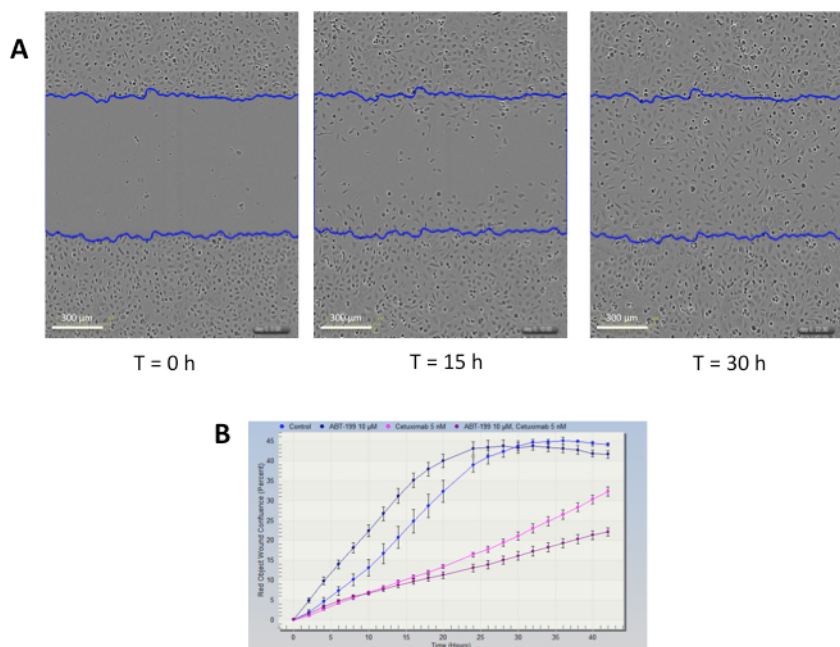 A
300 µm
300 µm
300 µm
T = 0 h
T = 15 h
T = 30 h
B
Control
ABT-199 10 µM
Cetuximab 5 nM
ABT-199 10 µM, Cetuximab 5 nM
Red Object Wound Confluence (Percent)
45
40
35
30
25
20
15
10
5
0
0
5
10
15
20
25
30
35
40
Time (Hours)